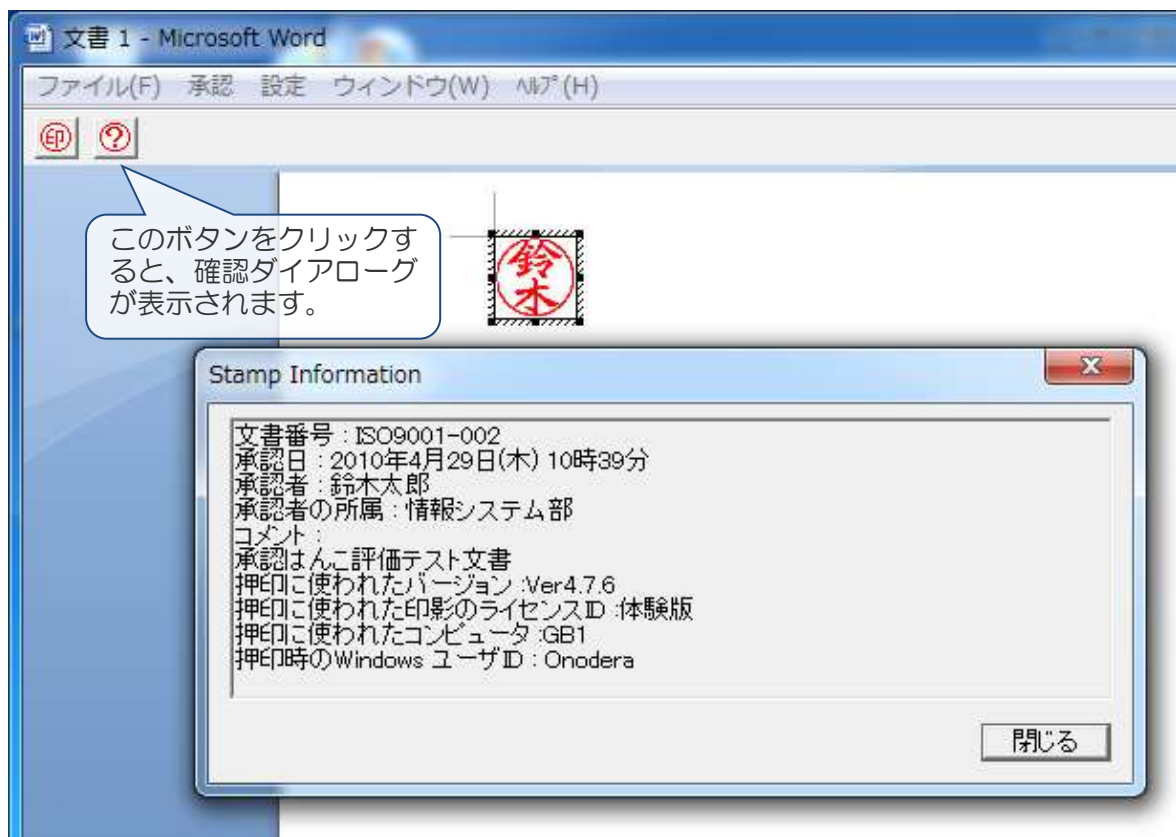 文書 1 - Microsoft Word
ファイル(F) 承認 設定 ウィンドウ(W) ﾍﾙﾌﾟ(H)
印 ?
このボタンをクリックす
ると、確認ダイアローグ
が表示されます。
鈴木
Stamp Information
文書番号：ISO9001-002
承認日：2010年4月29日(木) 10時39分
承認者：鈴木太郎
承認者の所属：情報システム部
コメント：
承認はんこ評価テスト文書
押印に使われたバージョン:Ver4.7.6
押印に使われた印影のライセンスID:体験版
押印に使われたコンピュータ:GB1
押印時のWindows ユーザID：Onodera
閉じる